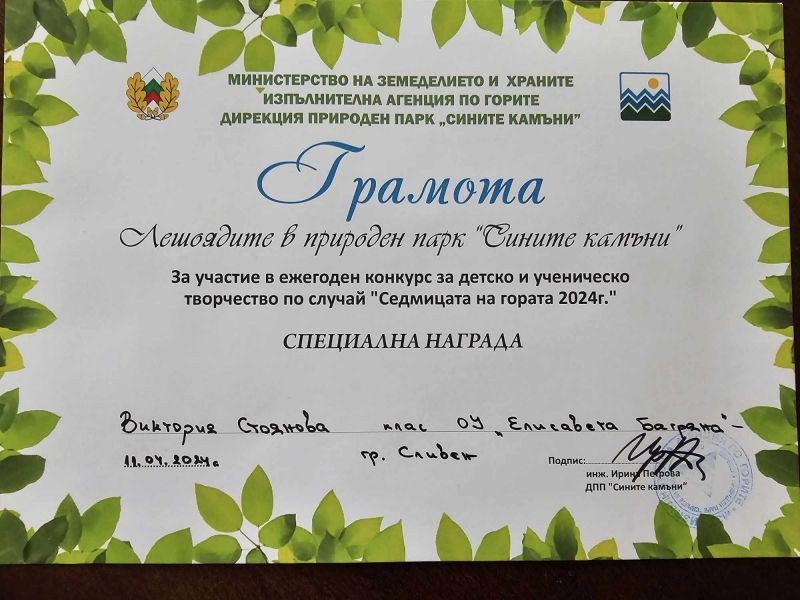 МИНИСТЕРСТВО НА ЗЕМЕДЕЛИЕТО И ХРАНИТЕ
ИЗПЪЛНИТЕЛНА АГЕНЦИЯ ПО ГОРИТЕ
ДИРЕКЦИЯ ПРИРОДЕН ПАРК „СИНИТЕ КАМЪНИ”
Грамота
Лешоядите в природен парк "Сините камъни"
За участие в ежегоден конкурс за детско и ученическо
творчество по случай "Седмицата на гората 2024г."
СПЕЦИАЛНА НАГРАДА
Виктория Стоянова клас ОУ „Елисавета Багряна"-
11.04.2024г. гр. Сливен
Подпис:
инж. Ирина Петрова
ДПП "Сините камъни"